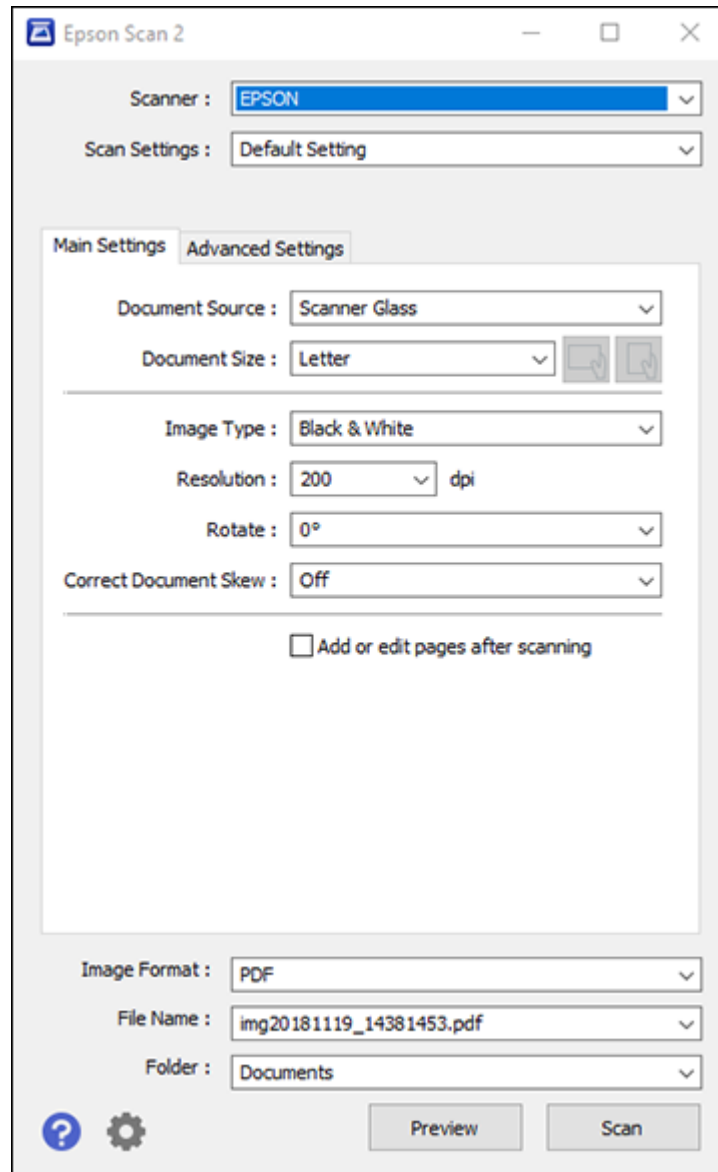 Epson Scan 2
Scanner : EPSON
Scan Settings : Default Setting
Main Settings Advanced Settings
Document Source : Scanner Glass
Document Size : Letter
Image Type : Black & White
Resolution : 200 dpi
Rotate : 0°
Correct Document Skew : Off
Add or edit pages after scanning
Image Format : PDF
File Name : img20181119_14381453.pdf
Folder : Documents
? Preview Scan